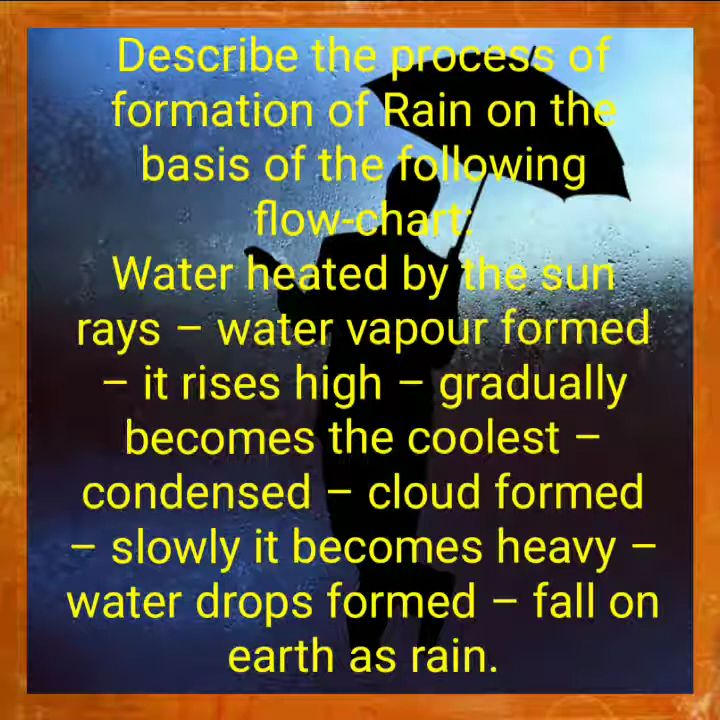 Describe the process of
formation of Rain on the
basis of the following
flow-chart:
Water heated by the sun
rays – water vapour formed
– it rises high – gradually
becomes the coolest –
condensed – cloud formed
– slowly it becomes heavy –
water drops formed – fall on
earth as rain.